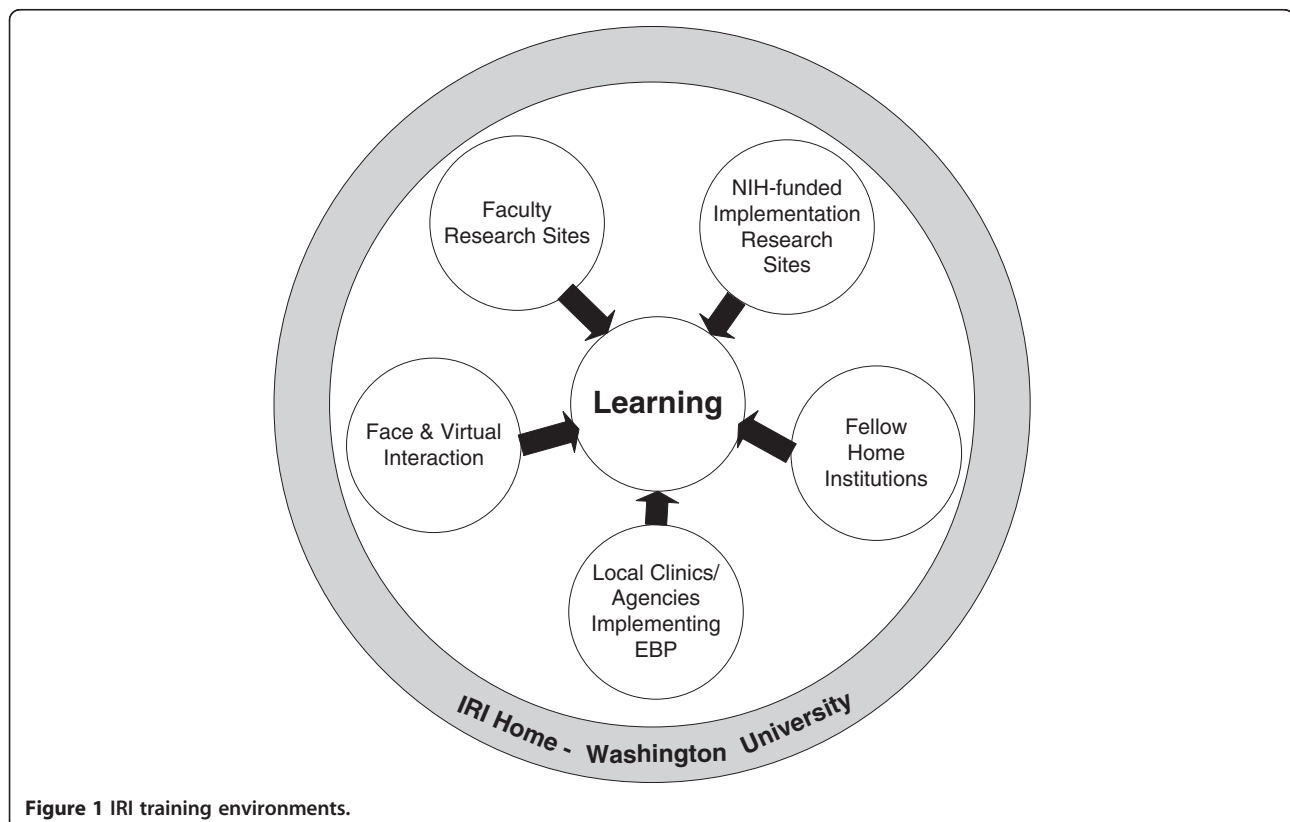 Faculty
Research Sites
NIH-funded
Implementation
Research
Sites
Learning
Face & Virtual
Interaction
Fellow
Home
Institutions
Local Clinics/
Agencies
Implementing
EBP
IRI Home - Washington University
Figure 1 IRI training environments.